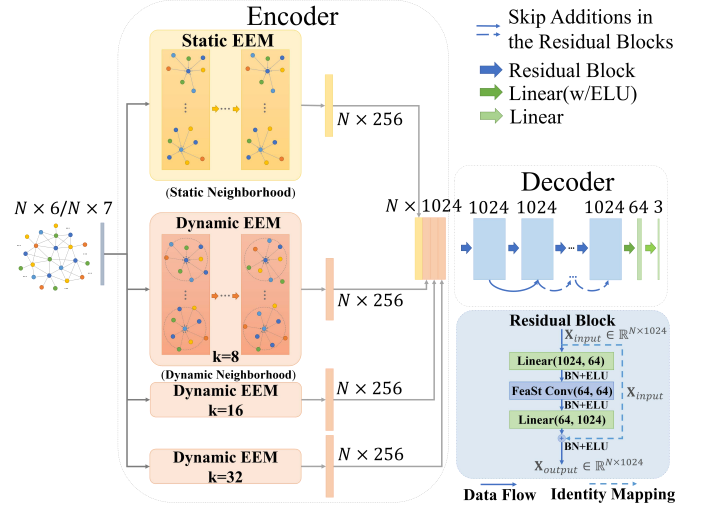 Encoder
Static EEM
(Static Neighborhood)
N × 256
N × 6/N × 7
Dynamic EEM
k=8
(Dynamic Neighborhood)
N × 256
Dynamic EEM
k=16
N × 256
Dynamic EEM
k=32
N × 256
N × 1024
Skip Additions in
the Residual Blocks
Residual Block
Linear(w/ELU)
Linear
Decoder
1024 1024 ... 1024 64 3
...
Residual Block
X_input ∈ ℝ^{N×1024}
Linear(1024, 64)
BN+ELU
FeaSt Conv(64, 64)
BN+ELU
Linear(64, 1024)
X_input
BN+ELU
X_output ∈ ℝ^{N×1024}
Data Flow
Identity Mapping